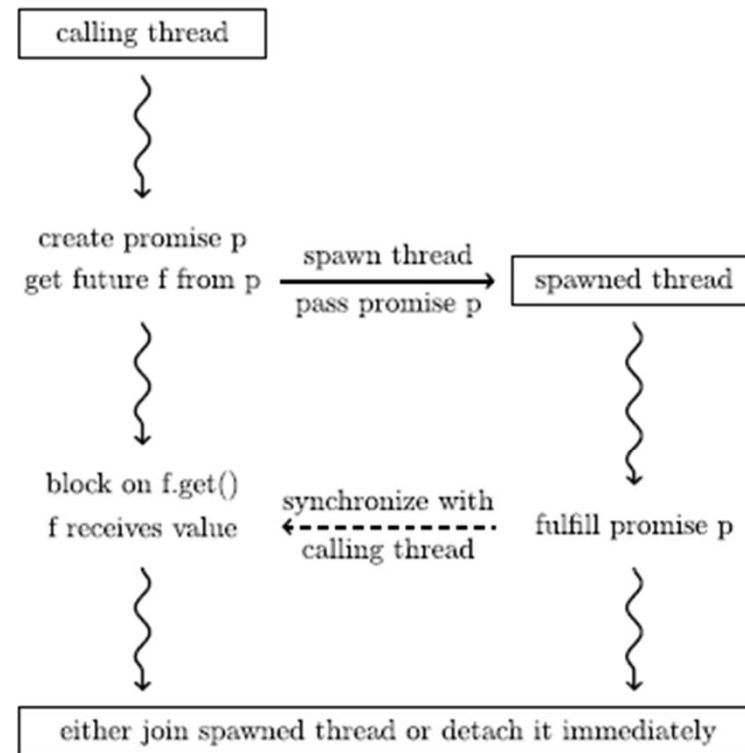 calling thread
create promise p
get future f from p
spawn thread
pass promise p
spawned thread
block on f.get()
f receives value
synchronize with
calling thread
fulfill promise p
either join spawned thread or detach it immediately